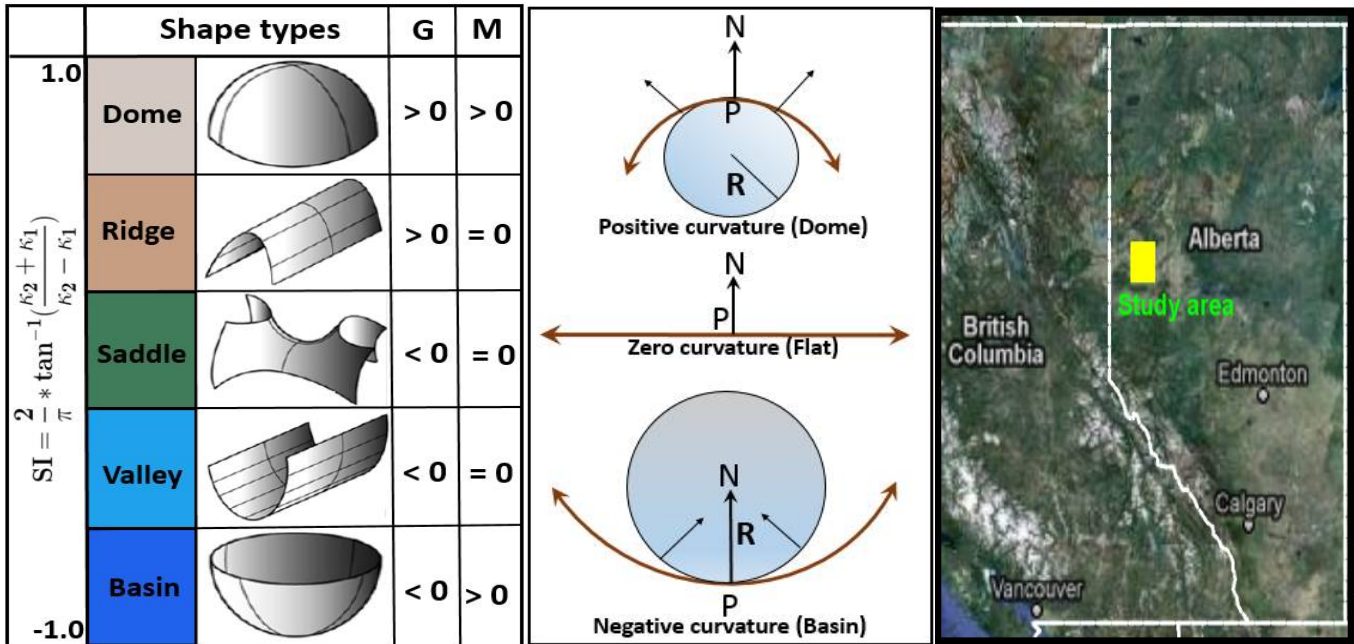 Shape types G M
1.0
Dome > 0 > 0
Ridge > 0 = 0
Saddle < 0 = 0
Valley < 0 = 0
Basin < 0 > 0
-1.0
SI = 2/π * tan⁻¹(κ₂ + κ₁/κ₂ − κ₁)
N
P
R
Positive curvature (Dome)
N
P
Zero curvature (Flat)
N
R
P
Negative curvature (Basin)
Alberta
Study area
British
Columbia
Edmonton
Calgary
Vancouver